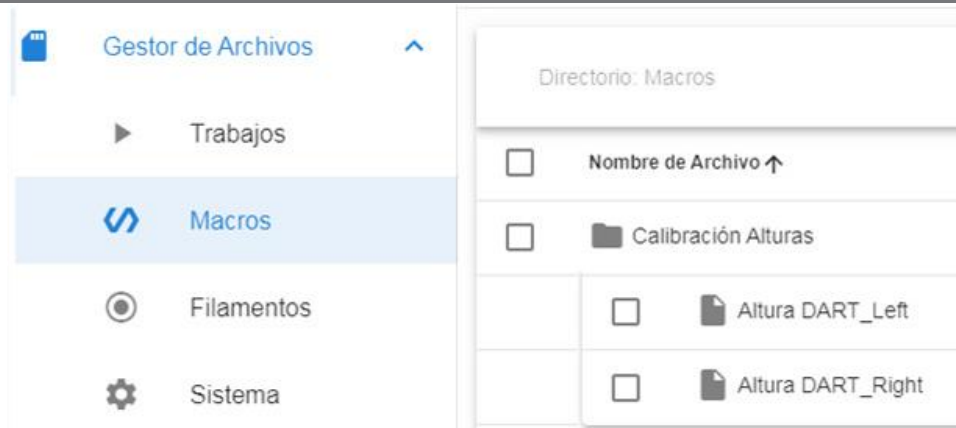 Gestor de Archivos
Trabajos
Macros
Filamentos
Sistema
Directorio: Macros
Nombre de Archivo
Calibración Alturas
Altura DART_Left
Altura DART_Right